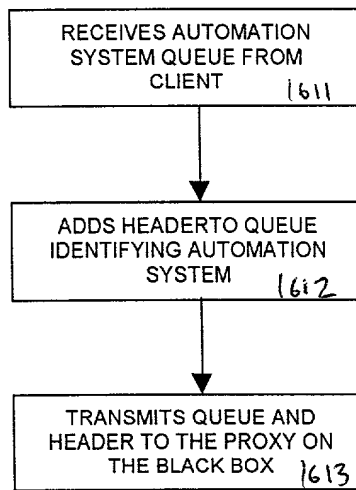 RECEIVES AUTOMATION
SYSTEM QUEUE FROM
CLIENT 1611
ADDS HEADERTO QUEUE
IDENTIFYING AUTOMATION
SYSTEM 1612
TRANSMITS QUEUE AND
HEADER TO THE PROXY ON
THE BLACK BOX 1613